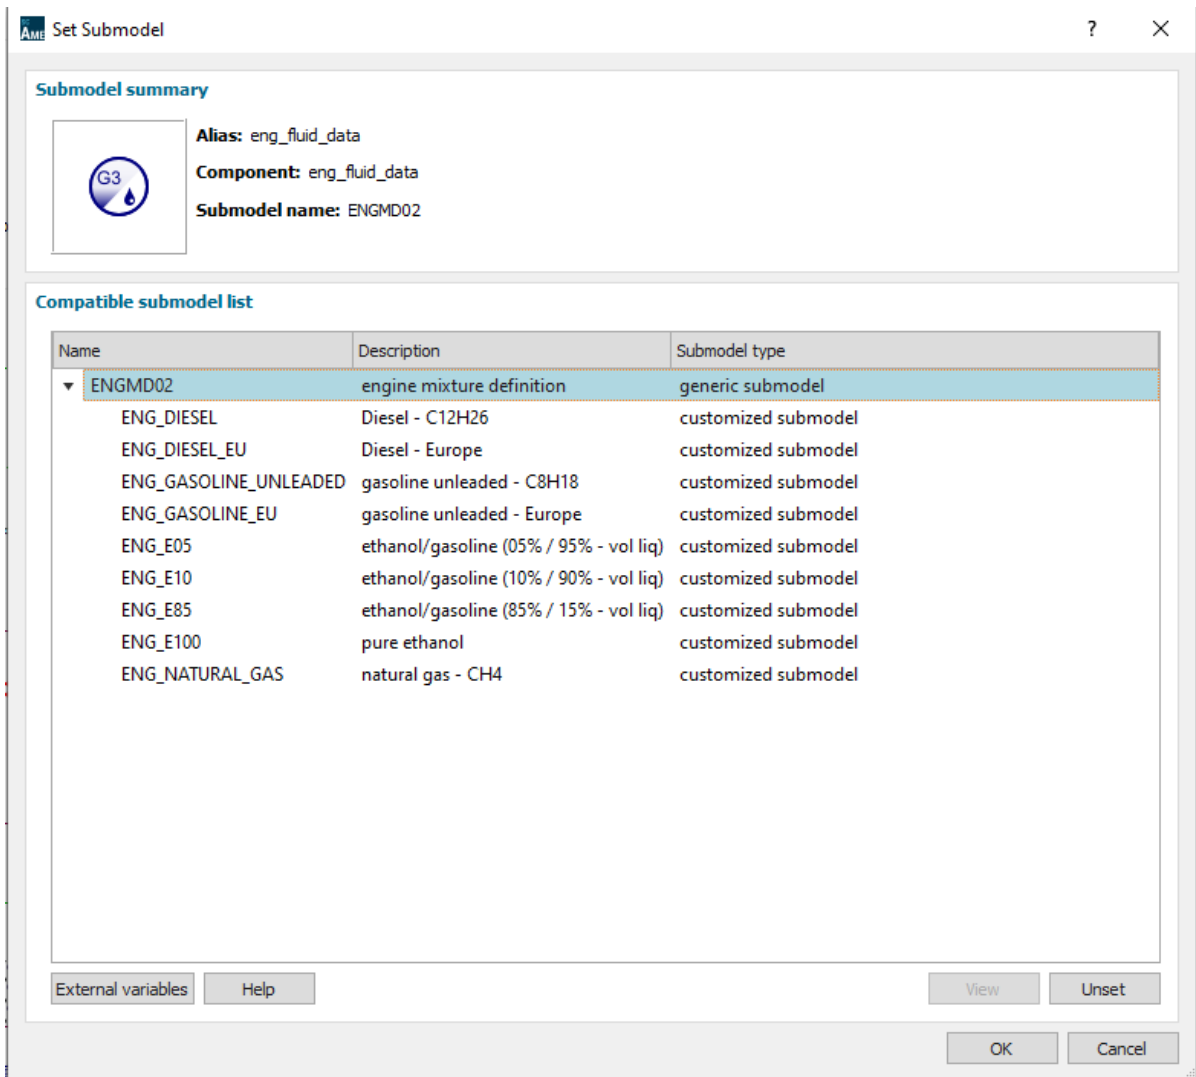 AME Set Submodel ?
Submodel summary
G3
Alias: eng_fluid_data
Component: eng_fluid_data
Submodel name: ENGMD02
Compatible submodel list
Name Description Submodel type
ENGMD02 engine mixture definition generic submodel
ENG_DIESEL Diesel - C12H26 customized submodel
ENG_DIESEL_EU Diesel - Europe customized submodel
ENG_GASOLINE_UNLEADED gasoline unleaded - C8H18 customized submodel
ENG_GASOLINE_EU gasoline unleaded - Europe customized submodel
ENG_E05 ethanol/gasoline (05% / 95% - vol liq) customized submodel
ENG_E10 ethanol/gasoline (10% / 90% - vol liq) customized submodel
ENG_E85 ethanol/gasoline (85% / 15% - vol liq) customized submodel
ENG_E100 pure ethanol customized submodel
ENG_NATURAL_GAS natural gas - CH4 customized submodel
External variables Help View Unset
OK Cancel